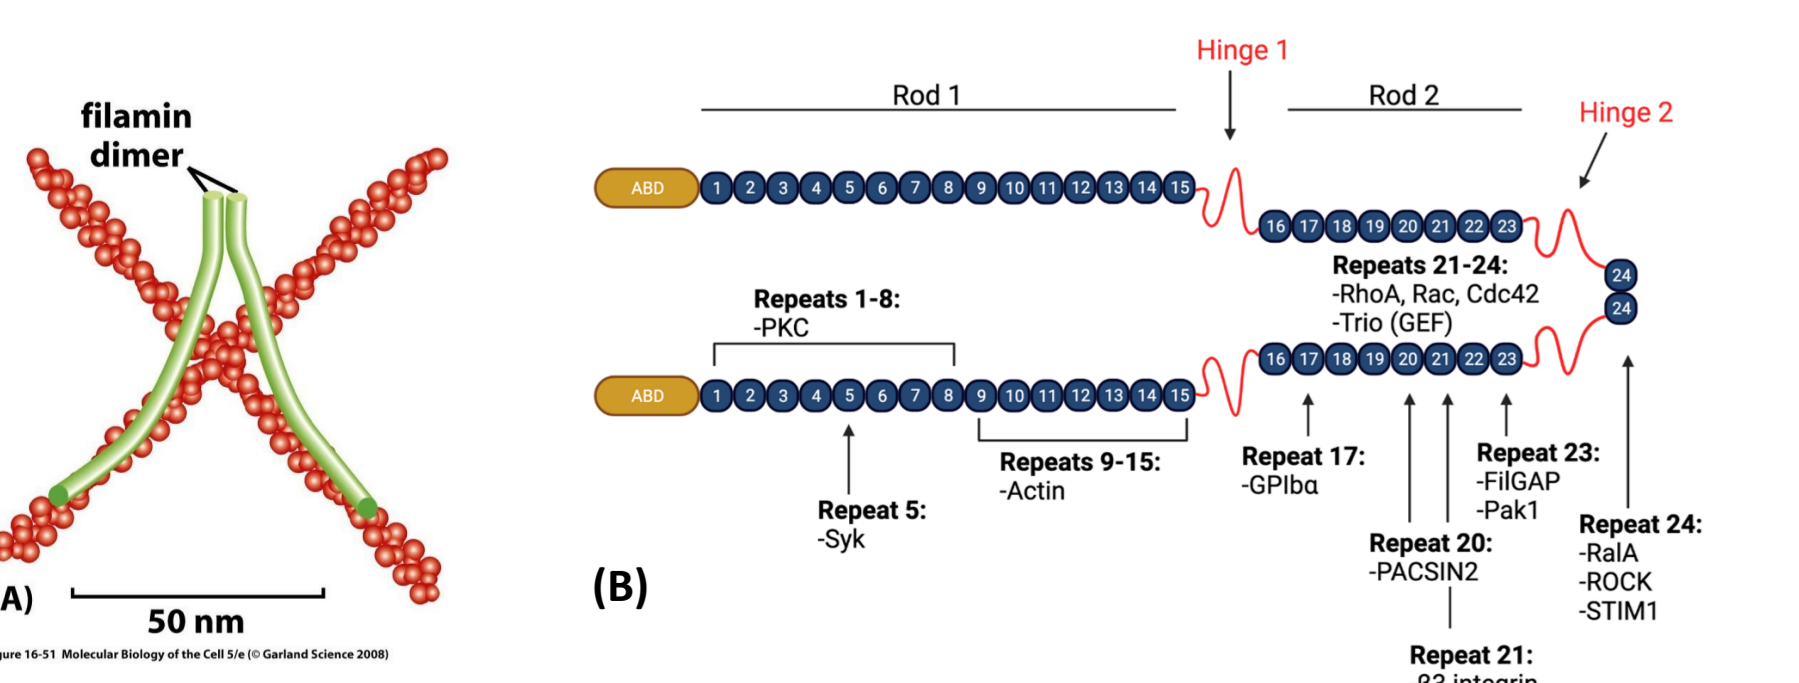 filamin
dimer
A)
50 nm
gure 16-51 Molecular Biology of the Cell 5/e (© Garland Science 2008)
Hinge 1
Rod 1
Rod 2
Hinge 2
ABD 1 2 3 4 5 6 7 8 9 10 11 12 13 14 15
16 17 18 19 20 21 22 23
24
Repeats 21-24:
-RhoA, Rac, Cdc42
-Trio (GEF)
24
Repeats 1-8:
-PKC
16 17 18 19 20 21 22 23
ABD 1 2 3 4 5 6 7 8 9 10 11 12 13 14 15
Repeats 9-15:
-Actin
Repeat 5:
-Syk
Repeat 17:
-GPIbα
Repeat 23:
-FilGAP
-Pak1
Repeat 20:
-PACSIN2
Repeat 24:
-RalA
-ROCK
-STIM1
Repeat 21:
-β3 integrin
(B)